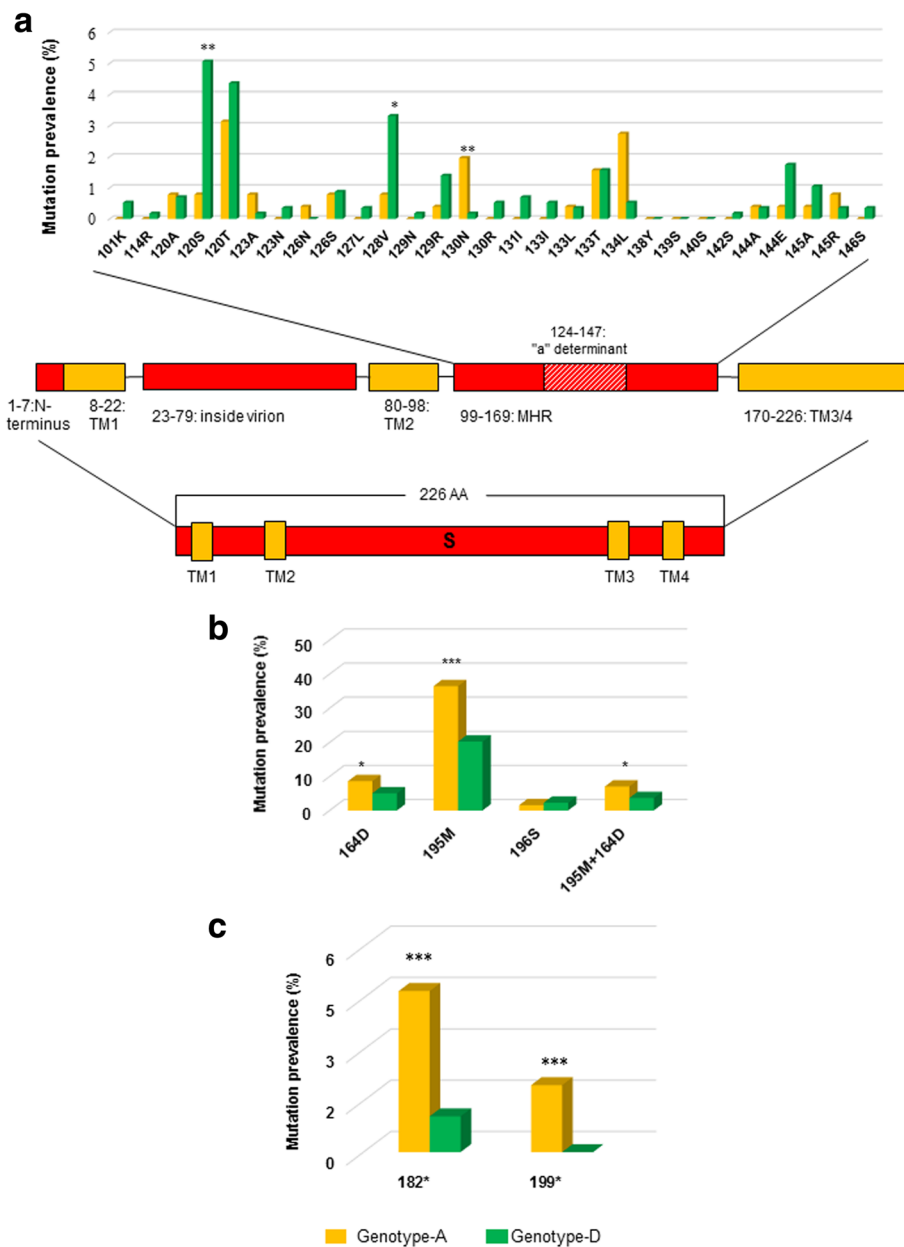 a
Mutation prevalence (%)
6
5
4
3
2
1
0
**
*
**
101K 114R 120A 120S 120T 123A 123N 126N 126S 127L 128V 129N 129R 130N 130R 131I 133I 133L 133T 134L 138Y 139S 140S 142S 144A 144E 145A 145R 146S
124-147:
"a" determinant
1-7:N-
terminus
8-22:
TM1
23-79: inside virion
80-98:
TM2
99-169: MHR
170-226: TM3/4
226 AA
S
TM1 TM2 TM3 TM4
b
Mutation prevalence (%)
50
40
30
20
10
0
*
***
*
164D 195M 196S 195M+164D
c
Mutation prevalence (%)
6
5
3
2
0
***
***
182* 199*
Genotype-A Genotype-D